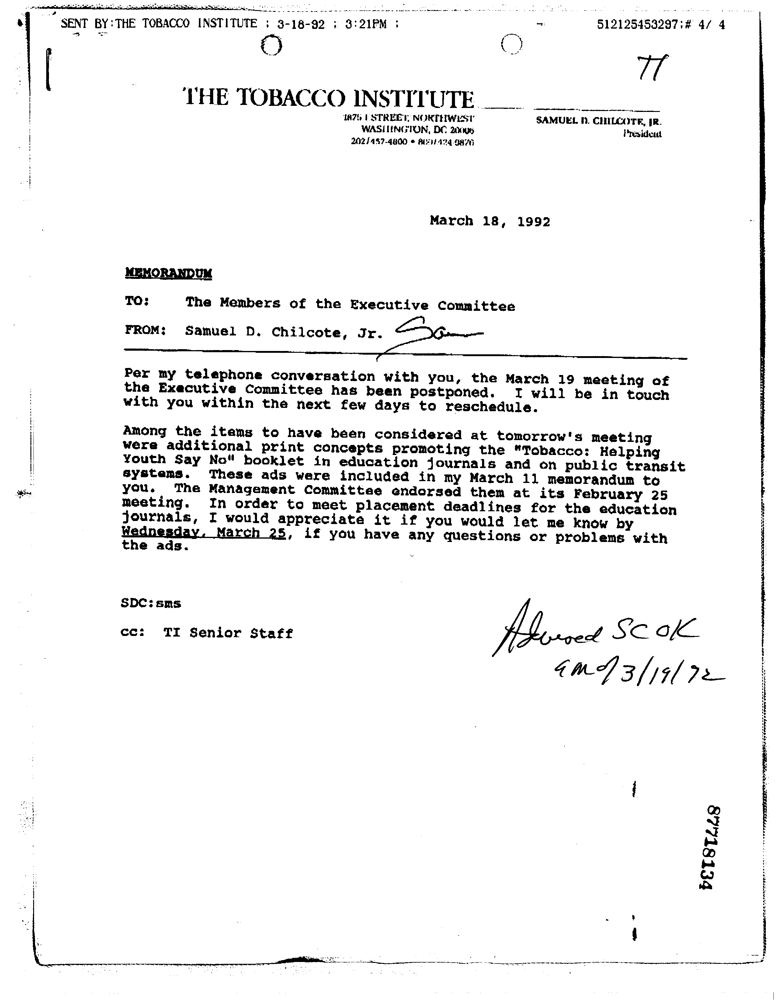 SENT BY:THE TOBACCO INSTITUTE ; 3-18-92 ; 3:21PM ; 512125453297;# 4/ 4
TI
THE TOBACCO INSTITUTE
1875 I STREET, NORTHWEST
WASHINGTON, DC 20006
202/457-4800 • 800/424-9876
SAMUEL D. CHILCOTE, JR.
President
March 18, 1992
MEMORANDUM
TO: The Members of the Executive Committee
FROM: Samuel D. Chilcote, Jr. Sam
Per my telephone conversation with you, the March 19 meeting of
the Executive Committee has been postponed. I will be in touch
with you within the next few days to reschedule.
Among the items to have been considered at tomorrow's meeting
were additional print concepts promoting the "Tobacco: Helping
Youth Say No" booklet in education journals and on public transit
systems. These ads were included in my March 11 memorandum to
you. The Management Committee endorsed them at its February 25
meeting. In order to meet placement deadlines for the education
journals, I would appreciate it if you would let me know by
Wednesday, March 25, if you have any questions or problems with
the ads.
SDC:sms
cc: TI Senior Staff
Advised SC OK
3/19/92
87718134